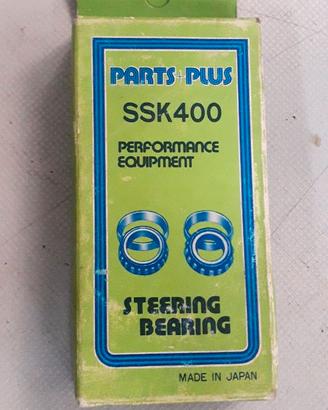 PARTS+PLUS
SSK400
PERFORMANCE
EQUIPMENT
STEERING
BEARING
MADE IN JAPAN